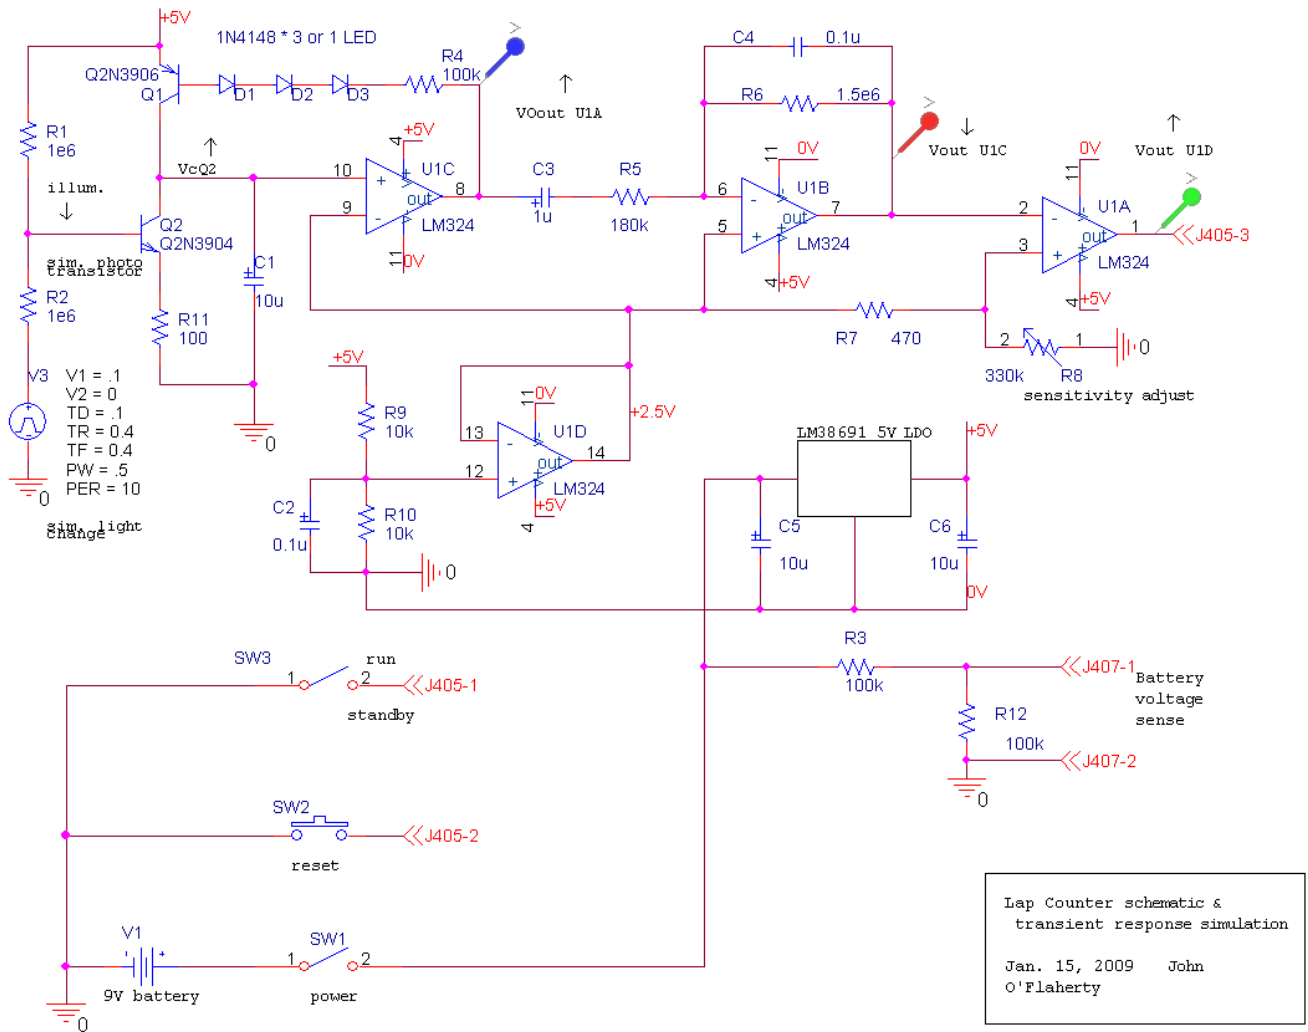 +5V
1N4148 * 3 or 1 LED
Q2N3906
Q1
D1
D2
D3
R4
100k
>
VOout U1A
C4
0.1u
R6
1.5e6
>
Vout U1C
Vout U1D
>
R1
1e6
illum.
VcQ2
Q2
Q2N3904
sim. photo
transistor
R2
1e6
R11
100
C1
10u
10
9
+
-
4
+5V
U1C
out
8
LM324
11
0V
C3
1u
R5
180k
6
5
-
+
11
0V
U1B
out
7
LM324
4
+5V
2
3
-
+
11
0V
U1A
out
1
LM324
4
+5V
J405-3
R7
470
2
1
0
330k
R8
sensitivity adjust
V3
V1 = .1
V2 = 0
TD = .1
TR = 0.4
TF = 0.4
PW = .5
PER = 10
0
sim. light
change
0
+5V
R9
10k
13
12
-
+
11
0V
U1D
out
14
LM324
+5V
4
+2.5V
C2
0.1u
R10
10k
0
LM38691 5V LDO
+5V
C5
10u
C6
10u
0V
SW3
1
2
run
standby
J405-1
R3
100k
J407-1
Battery
voltage
sense
R12
100k
J407-2
0
SW2
reset
J405-2
V1
- +
9V battery
SW1
1
2
power
0
Lap Counter schematic &
transient response simulation
Jan. 15, 2009 John
O'Flaherty